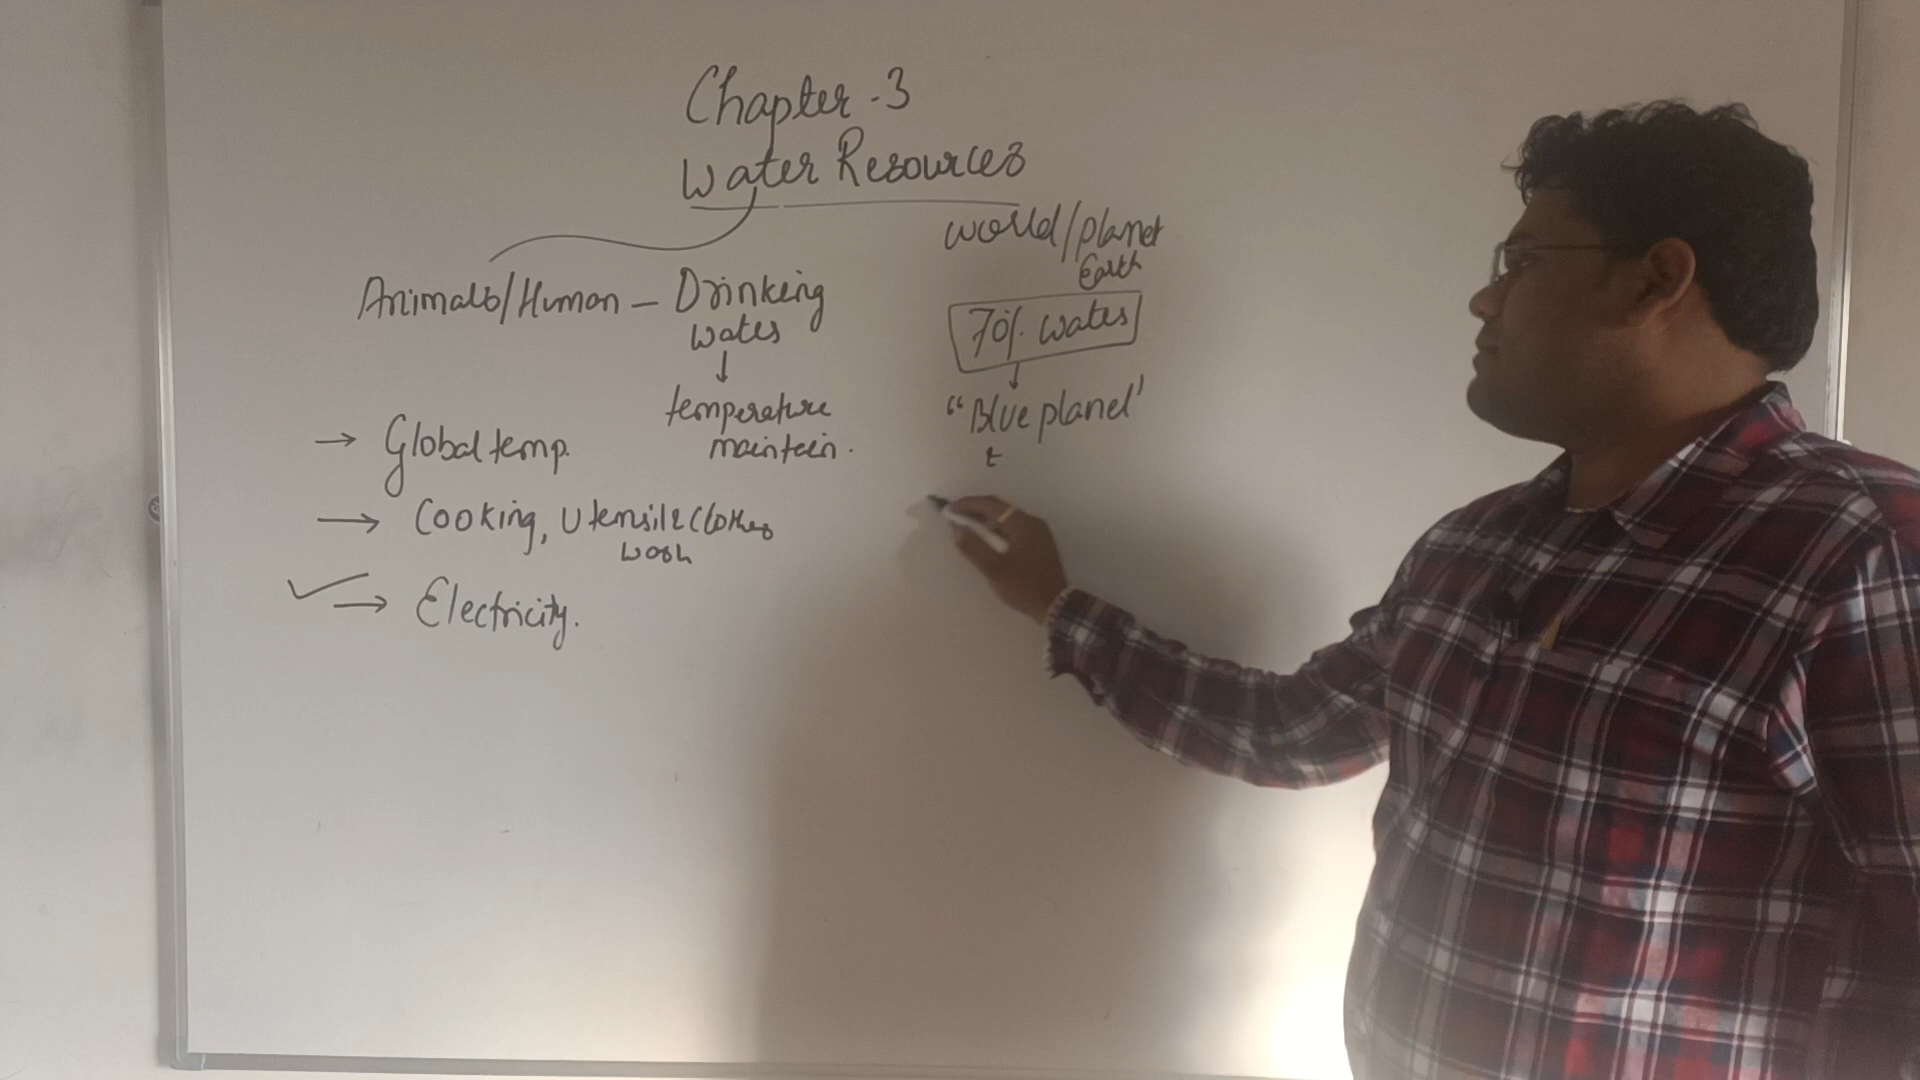 Chapter - 3
Water Resources
Animals/Human - Drinking
water
↓
temperature
maintain.
→ Global temp.
→ Cooking, Utensils Clothes
wash
✓→ Electricity.
world/planet
Earth
70% water
↓
"Blue planet'
t